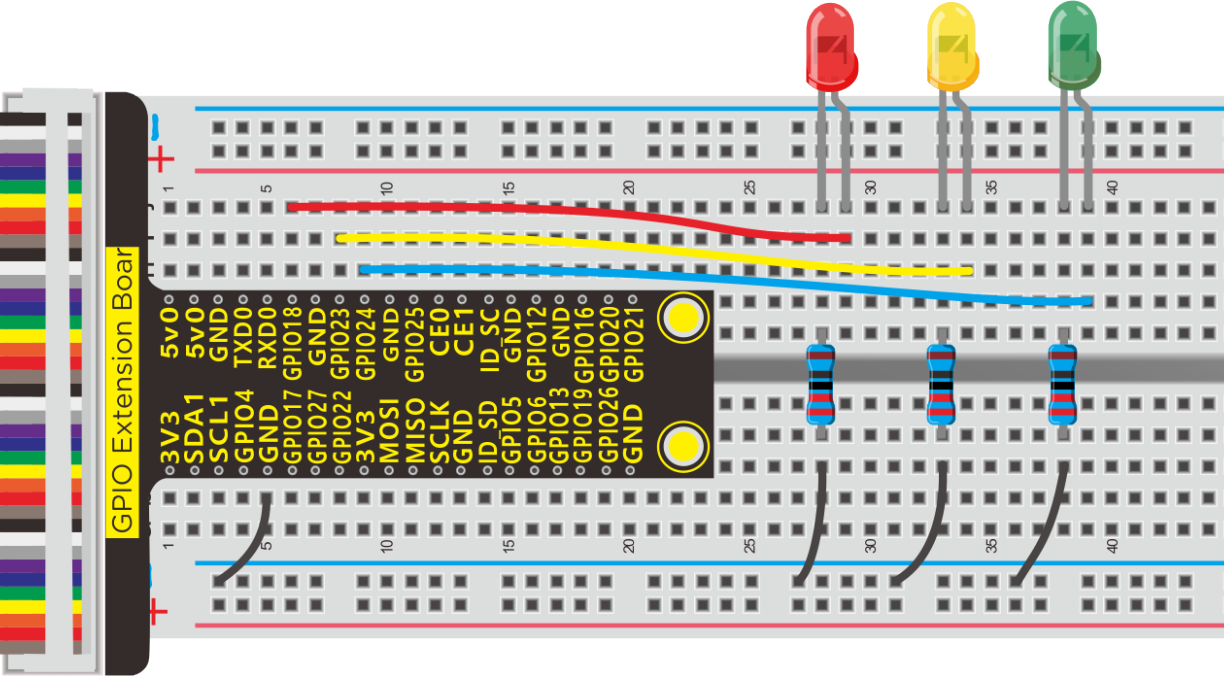 1 5 10 15 20 25 30 35 40
GPIO Extension Boar
5v0 5v0 GND TXD0 RXD0 GPIO18 GND GPIO23 GPIO24 GND GPIO25 CE0 CE1 ID_SC GND GPIO12 GND GPIO16 GPIO20 GPIO21
3V3 SDA1 SCL1 GPIO4 GND GPIO17 GPIO27 GPIO22 3V3 MOSI MISO SCLK GND ID_SD GPIO5 GPIO6 GPIO13 GPIO19 GPIO26 GND
1 5 10 15 20 25 30 35 40